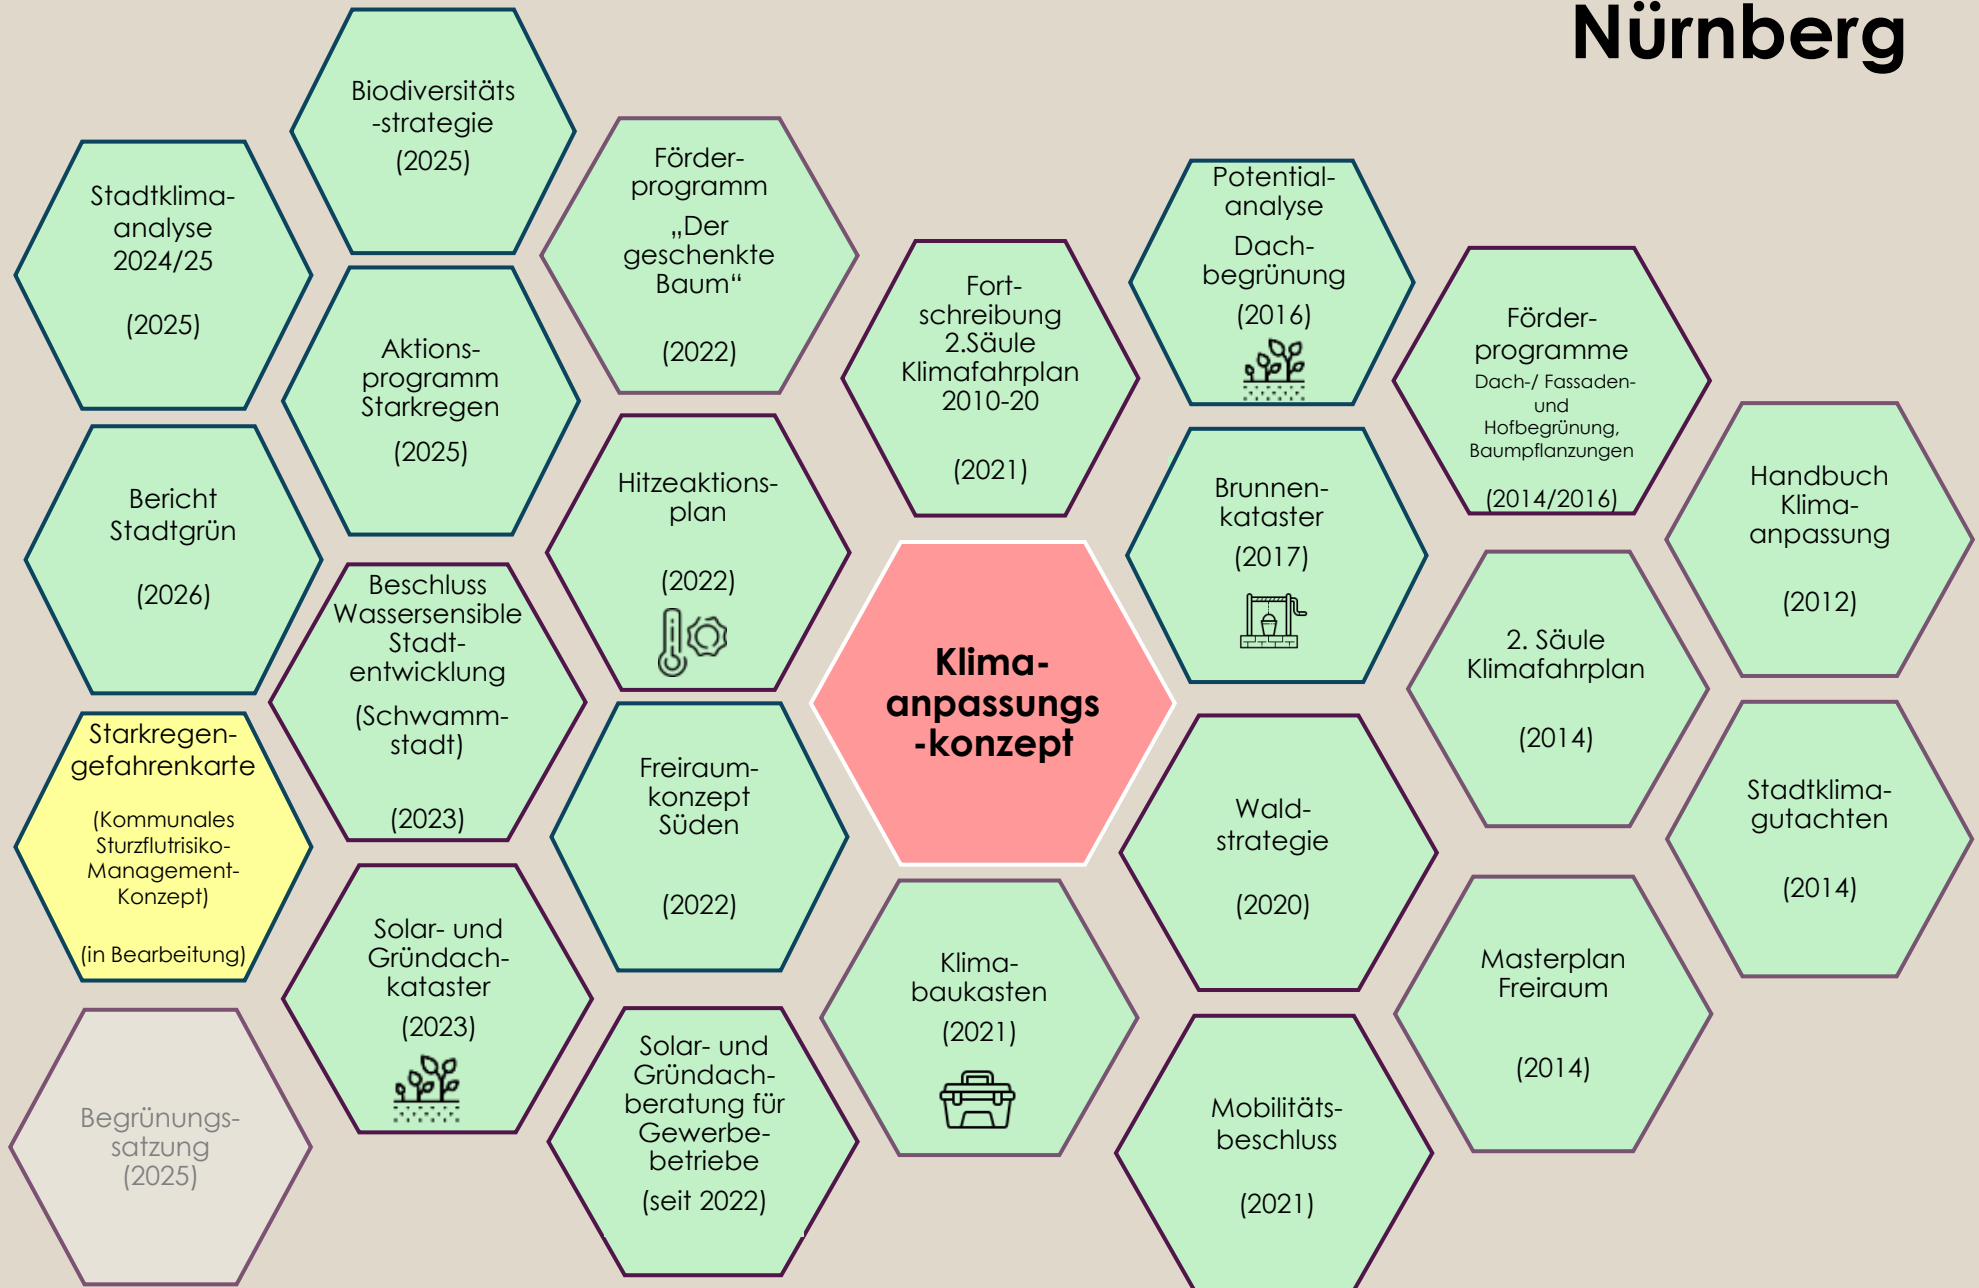 Nürnberg
Biodiversitäts
-strategie
(2025)
Stadtklima-
analyse
2024/25
(2025)
Förder-
programm
„Der
geschenkte
Baum“
(2022)
Aktions-
programm
Starkregen
(2025)
Fort-
schreibung
2.Säule
Klimafahrplan
2010-20
(2021)
Potential-
analyse
Dach-
begrünung
(2016)
Förder-
programme
Dach-/ Fassaden-
und
Hofbegrünung,
Baumpflanzungen
(2014/2016)
Bericht
Stadtgrün
(2026)
Hitzeaktions-
plan
(2022)
Brunnen-
kataster
(2017)
Handbuch
Klima-
anpassung
(2012)
Beschluss
Wassersensible
Stadt-
entwicklung
(Schwamm-
stadt)
(2023)
Klima-
anpassungs
-konzept
2. Säule
Klimafahrplan
(2014)
Starkregen-
gefahrenkarte
(Kommunales
Sturzflutrisiko-
Management-
Konzept)
(in Bearbeitung)
Freiraum-
konzept
Süden
(2022)
Wald-
strategie
(2020)
Stadtklima-
gutachten
(2014)
Solar- und
Gründach-
kataster
(2023)
Klima-
baukasten
(2021)
Masterplan
Freiraum
(2014)
Begrünungs-
satzung
(2025)
Solar- und
Gründach-
beratung für
Gewerbe-
betriebe
(seit 2022)
Mobilitäts-
beschluss
(2021)